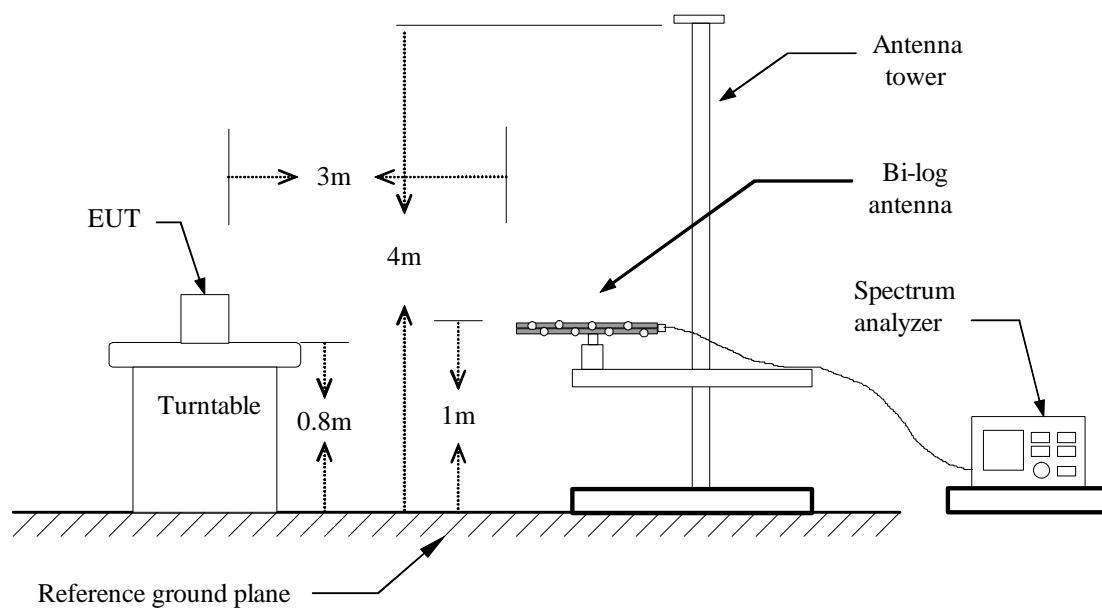 Antenna
tower
3m
Bi-log
antenna
EUT
4m
Spectrum
analyzer
Turntable
0.8m
1m
Reference ground plane